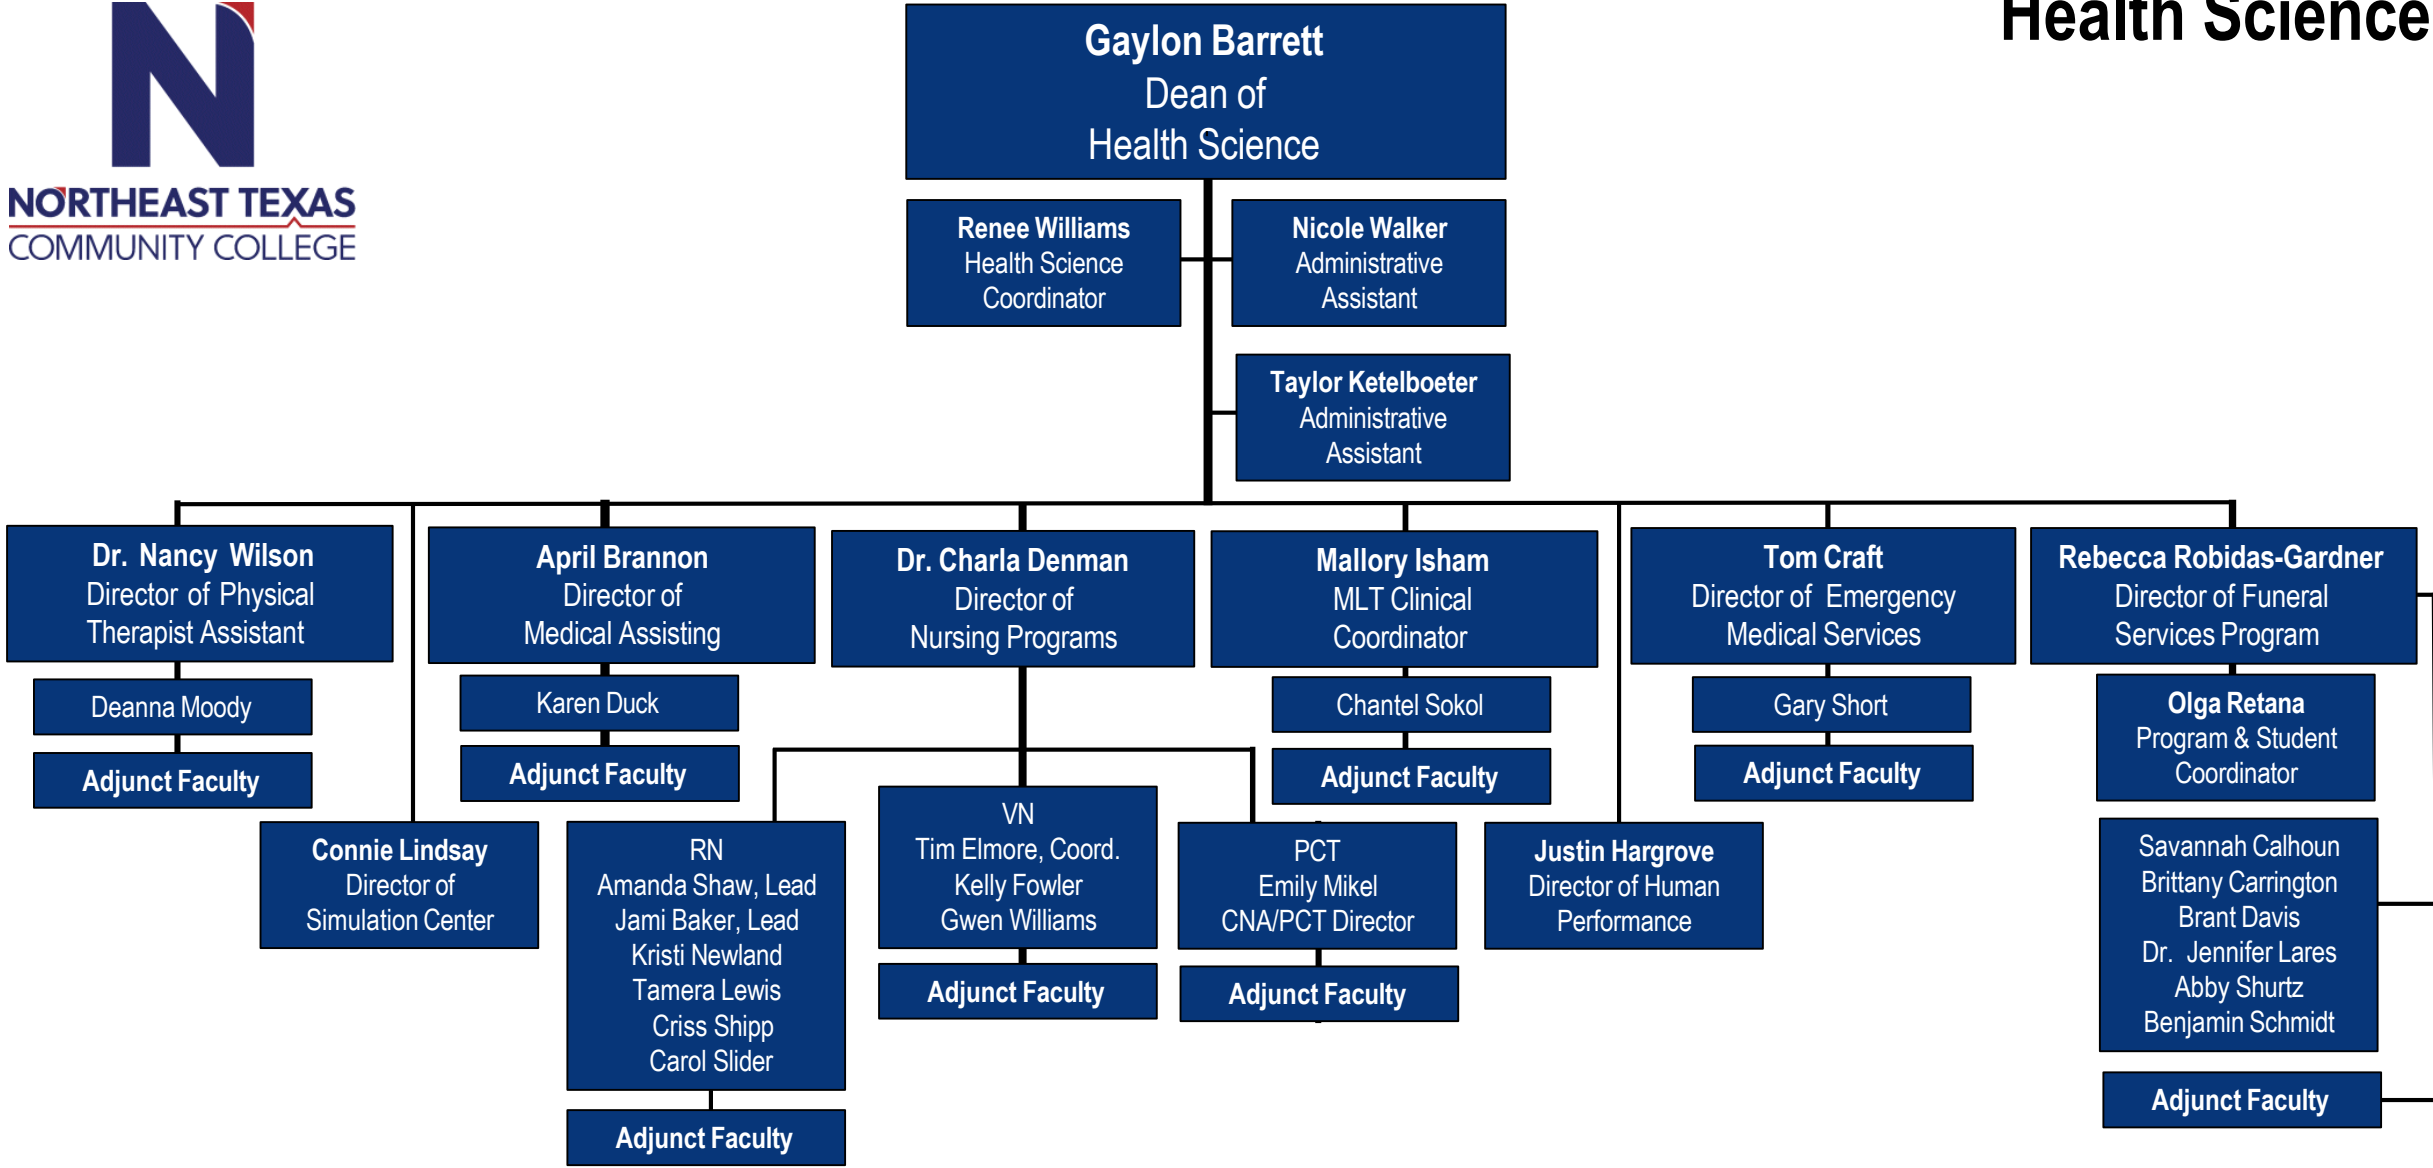 Health Science
NORTHEAST TEXAS
COMMUNITY COLLEGE
Gaylon Barrett
Dean of
Health Science
Renee Williams
Health Science
Coordinator
Nicole Walker
Administrative
Assistant
Taylor Ketelboeter
Administrative
Assistant
Dr. Nancy Wilson
Director of Physical
Therapist Assistant
Deanna Moody
Adjunct Faculty
Connie Lindsay
Director of
Simulation Center
April Brannon
Director of
Medical Assisting
Karen Duck
Adjunct Faculty
Dr. Charla Denman
Director of
Nursing Programs
RN
Amanda Shaw, Lead
Jami Baker, Lead
Kristi Newland
Tamera Lewis
Criss Shipp
Carol Slider
Adjunct Faculty
VN
Tim Elmore, Coord.
Kelly Fowler
Gwen Williams
Adjunct Faculty
PCT
Emily Mikel
CNA/PCT Director
Adjunct Faculty
Mallory Isham
MLT Clinical
Coordinator
Chantel Sokol
Adjunct Faculty
Justin Hargrove
Director of Human
Performance
Tom Craft
Director of Emergency
Medical Services
Gary Short
Adjunct Faculty
Rebecca Robidas-Gardner
Director of Funeral
Services Program
Olga Retana
Program & Student
Coordinator
Savannah Calhoun
Brittany Carrington
Brant Davis
Dr. Jennifer Lares
Abby Shurtz
Benjamin Schmidt
Adjunct Faculty